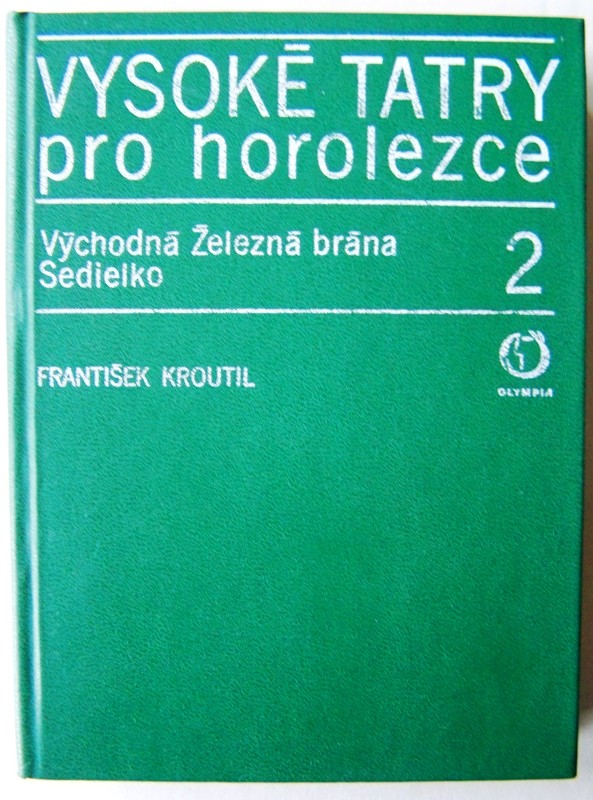 VYSOKÉ TATRY
pro horolezce
Východná Železná brána
Sedielko
2
FRANTIŠEK KROUTIL
OLYMPIA